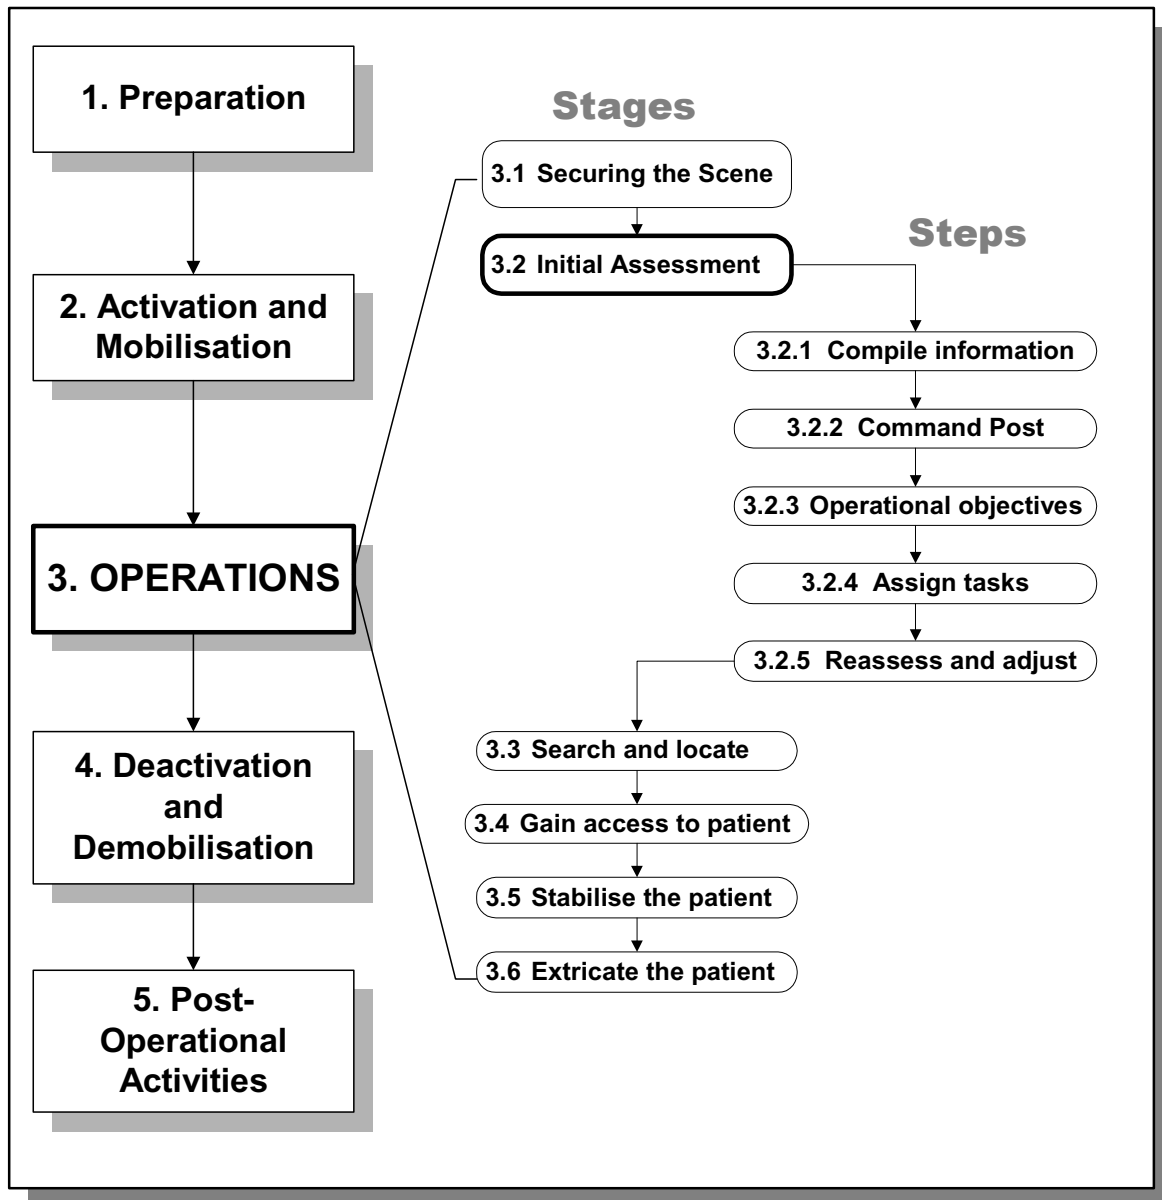 1. Preparation
2. Activation and
Mobilisation
3. OPERATIONS
4. Deactivation
and
Demobilisation
5. Post-
Operational
Activities
Stages
3.1 Securing the Scene
3.2 Initial Assessment
Steps
3.2.1 Compile information
3.2.2 Command Post
3.2.3 Operational objectives
3.2.4 Assign tasks
3.2.5 Reassess and adjust
3.3 Search and locate
3.4 Gain access to patient
3.5 Stabilise the patient
3.6 Extricate the patient